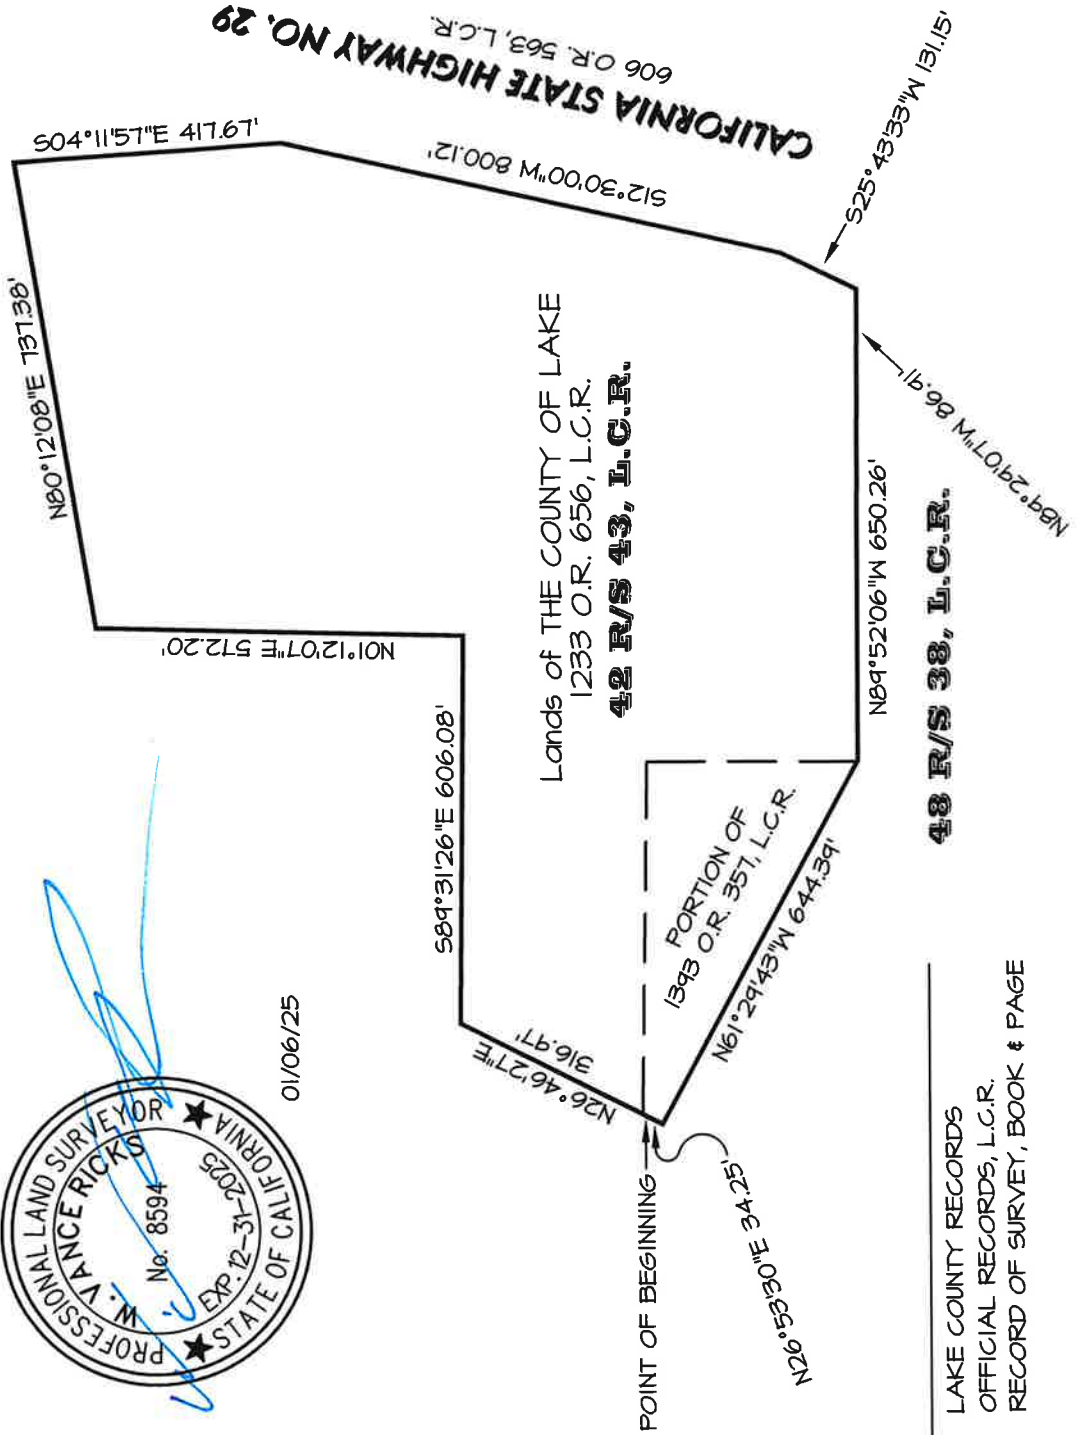 CALIFORNIA STATE HIGHWAY NO. 29
606 O.R. 563, L.C.R.
S04°11'57"E 417.67'
S12°30'00"W 800.12'
S25°43'33"W 131.15'
N80°12'08"E 737.38'
N01°12'07"E 572.20'
S89°31'26"E 606.08'
Lands of THE COUNTY OF LAKE
1233 O.R. 656, L.C.R.
42 R/S 43, L.C.R.
N89°29'07"W 86.91'
N89°52'06"W 650.26'
48 R/S 38, L.C.R.
PORTION OF
1393 O.R. 357, L.C.R.
N61°29'43"W 644.39'
N26°46'27"E
316.97'
POINT OF BEGINNING
N26°53'30"E 34.25'
PROFESSIONAL LAND SURVEYOR
W. VANCE RICKS
No. 8594
EXP. 12-31-2025
STATE OF CALIFORNIA
01/06/25
LAKE COUNTY RECORDS
OFFICIAL RECORDS, L.C.R.
RECORD OF SURVEY, BOOK & PAGE